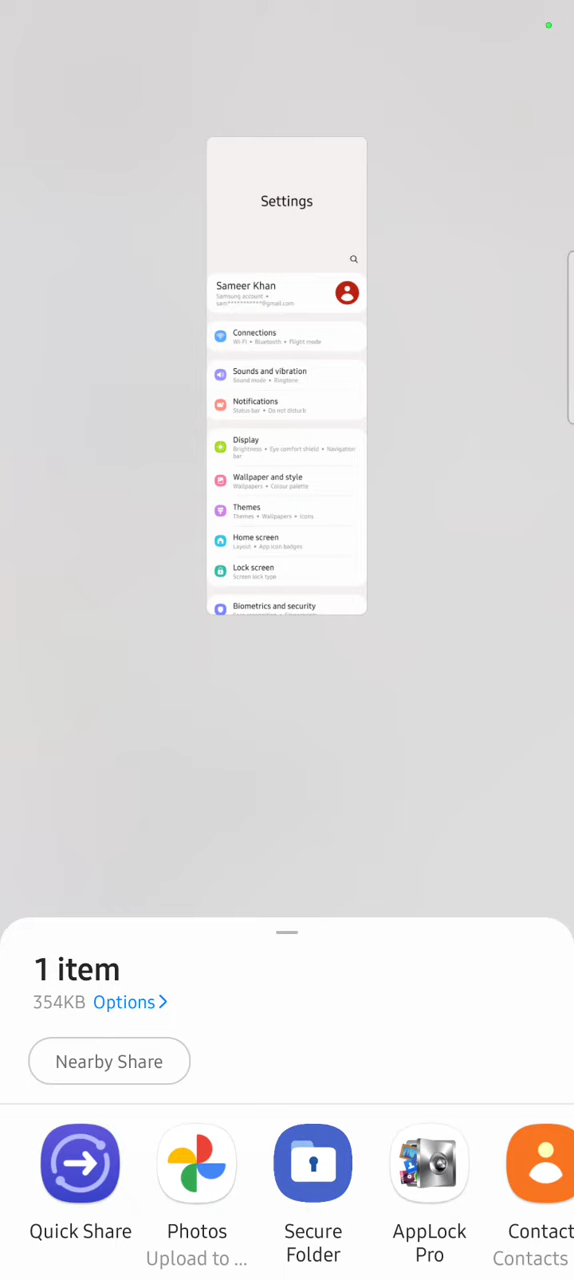 Settings
Sameer Khan
Samsung account •
sam***********@gmail.com
Connections
Wi-Fi • Bluetooth • Flight mode
Sounds and vibration
Sound mode • Ringtone
Notifications
Status bar • Do not disturb
Display
Brightness • Eye comfort shield • Navigation
bar
Wallpaper and style
Wallpapers • Colour palette
Themes
Themes • Wallpapers • Icons
Home screen
Layout • App icon badges
Lock screen
Screen lock type
Biometrics and security
1 item
354KB Options
Nearby Share
Quick Share
Photos
Upload to ...
Secure
Folder
AppLock
Pro
Contact
Contacts